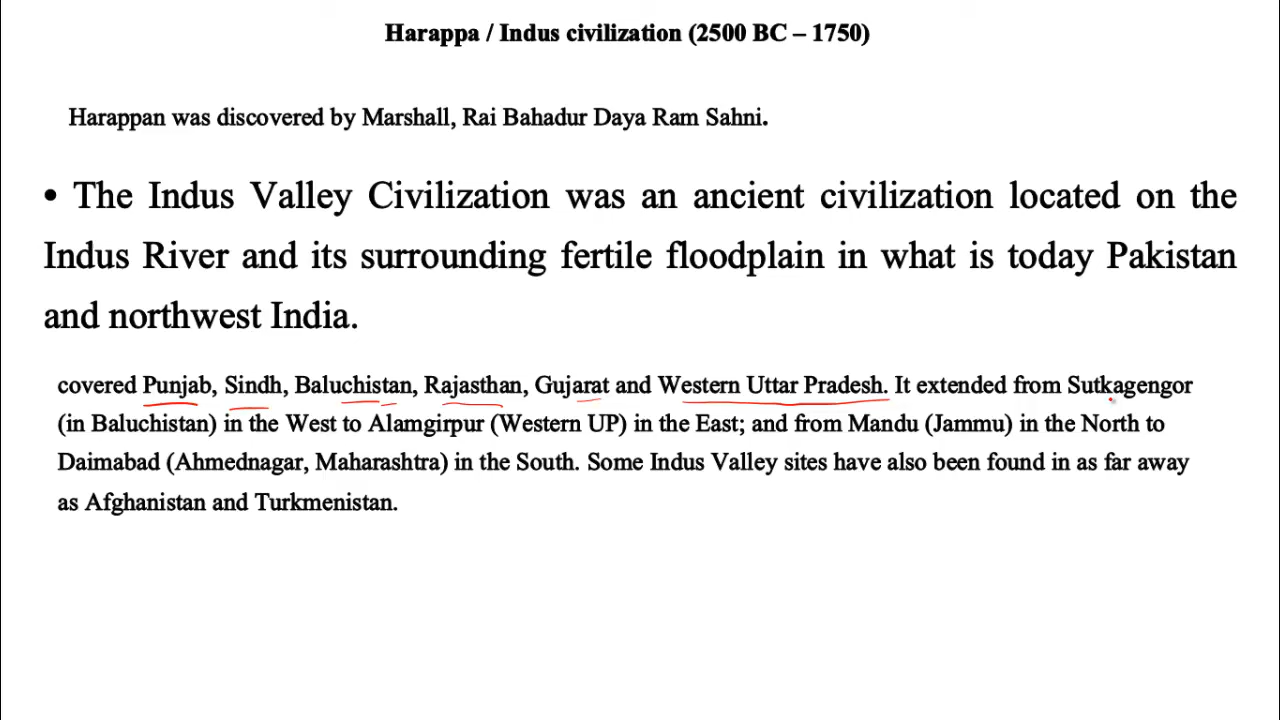 Harappa / Indus civilization (2500 BC – 1750)
Harappan was discovered by Marshall, Rai Bahadur Daya Ram Sahni.
• The Indus Valley Civilization was an ancient civilization located on the
Indus River and its surrounding fertile floodplain in what is today Pakistan
and northwest India.
covered Punjab, Sindh, Baluchistan, Rajasthan, Gujarat and Western Uttar Pradesh. It extended from Sutkagengor
(in Baluchistan) in the West to Alamgirpur (Western UP) in the East; and from Mandu (Jammu) in the North to
Daimabad (Ahmednagar, Maharashtra) in the South. Some Indus Valley sites have also been found in as far away
as Afghanistan and Turkmenistan.